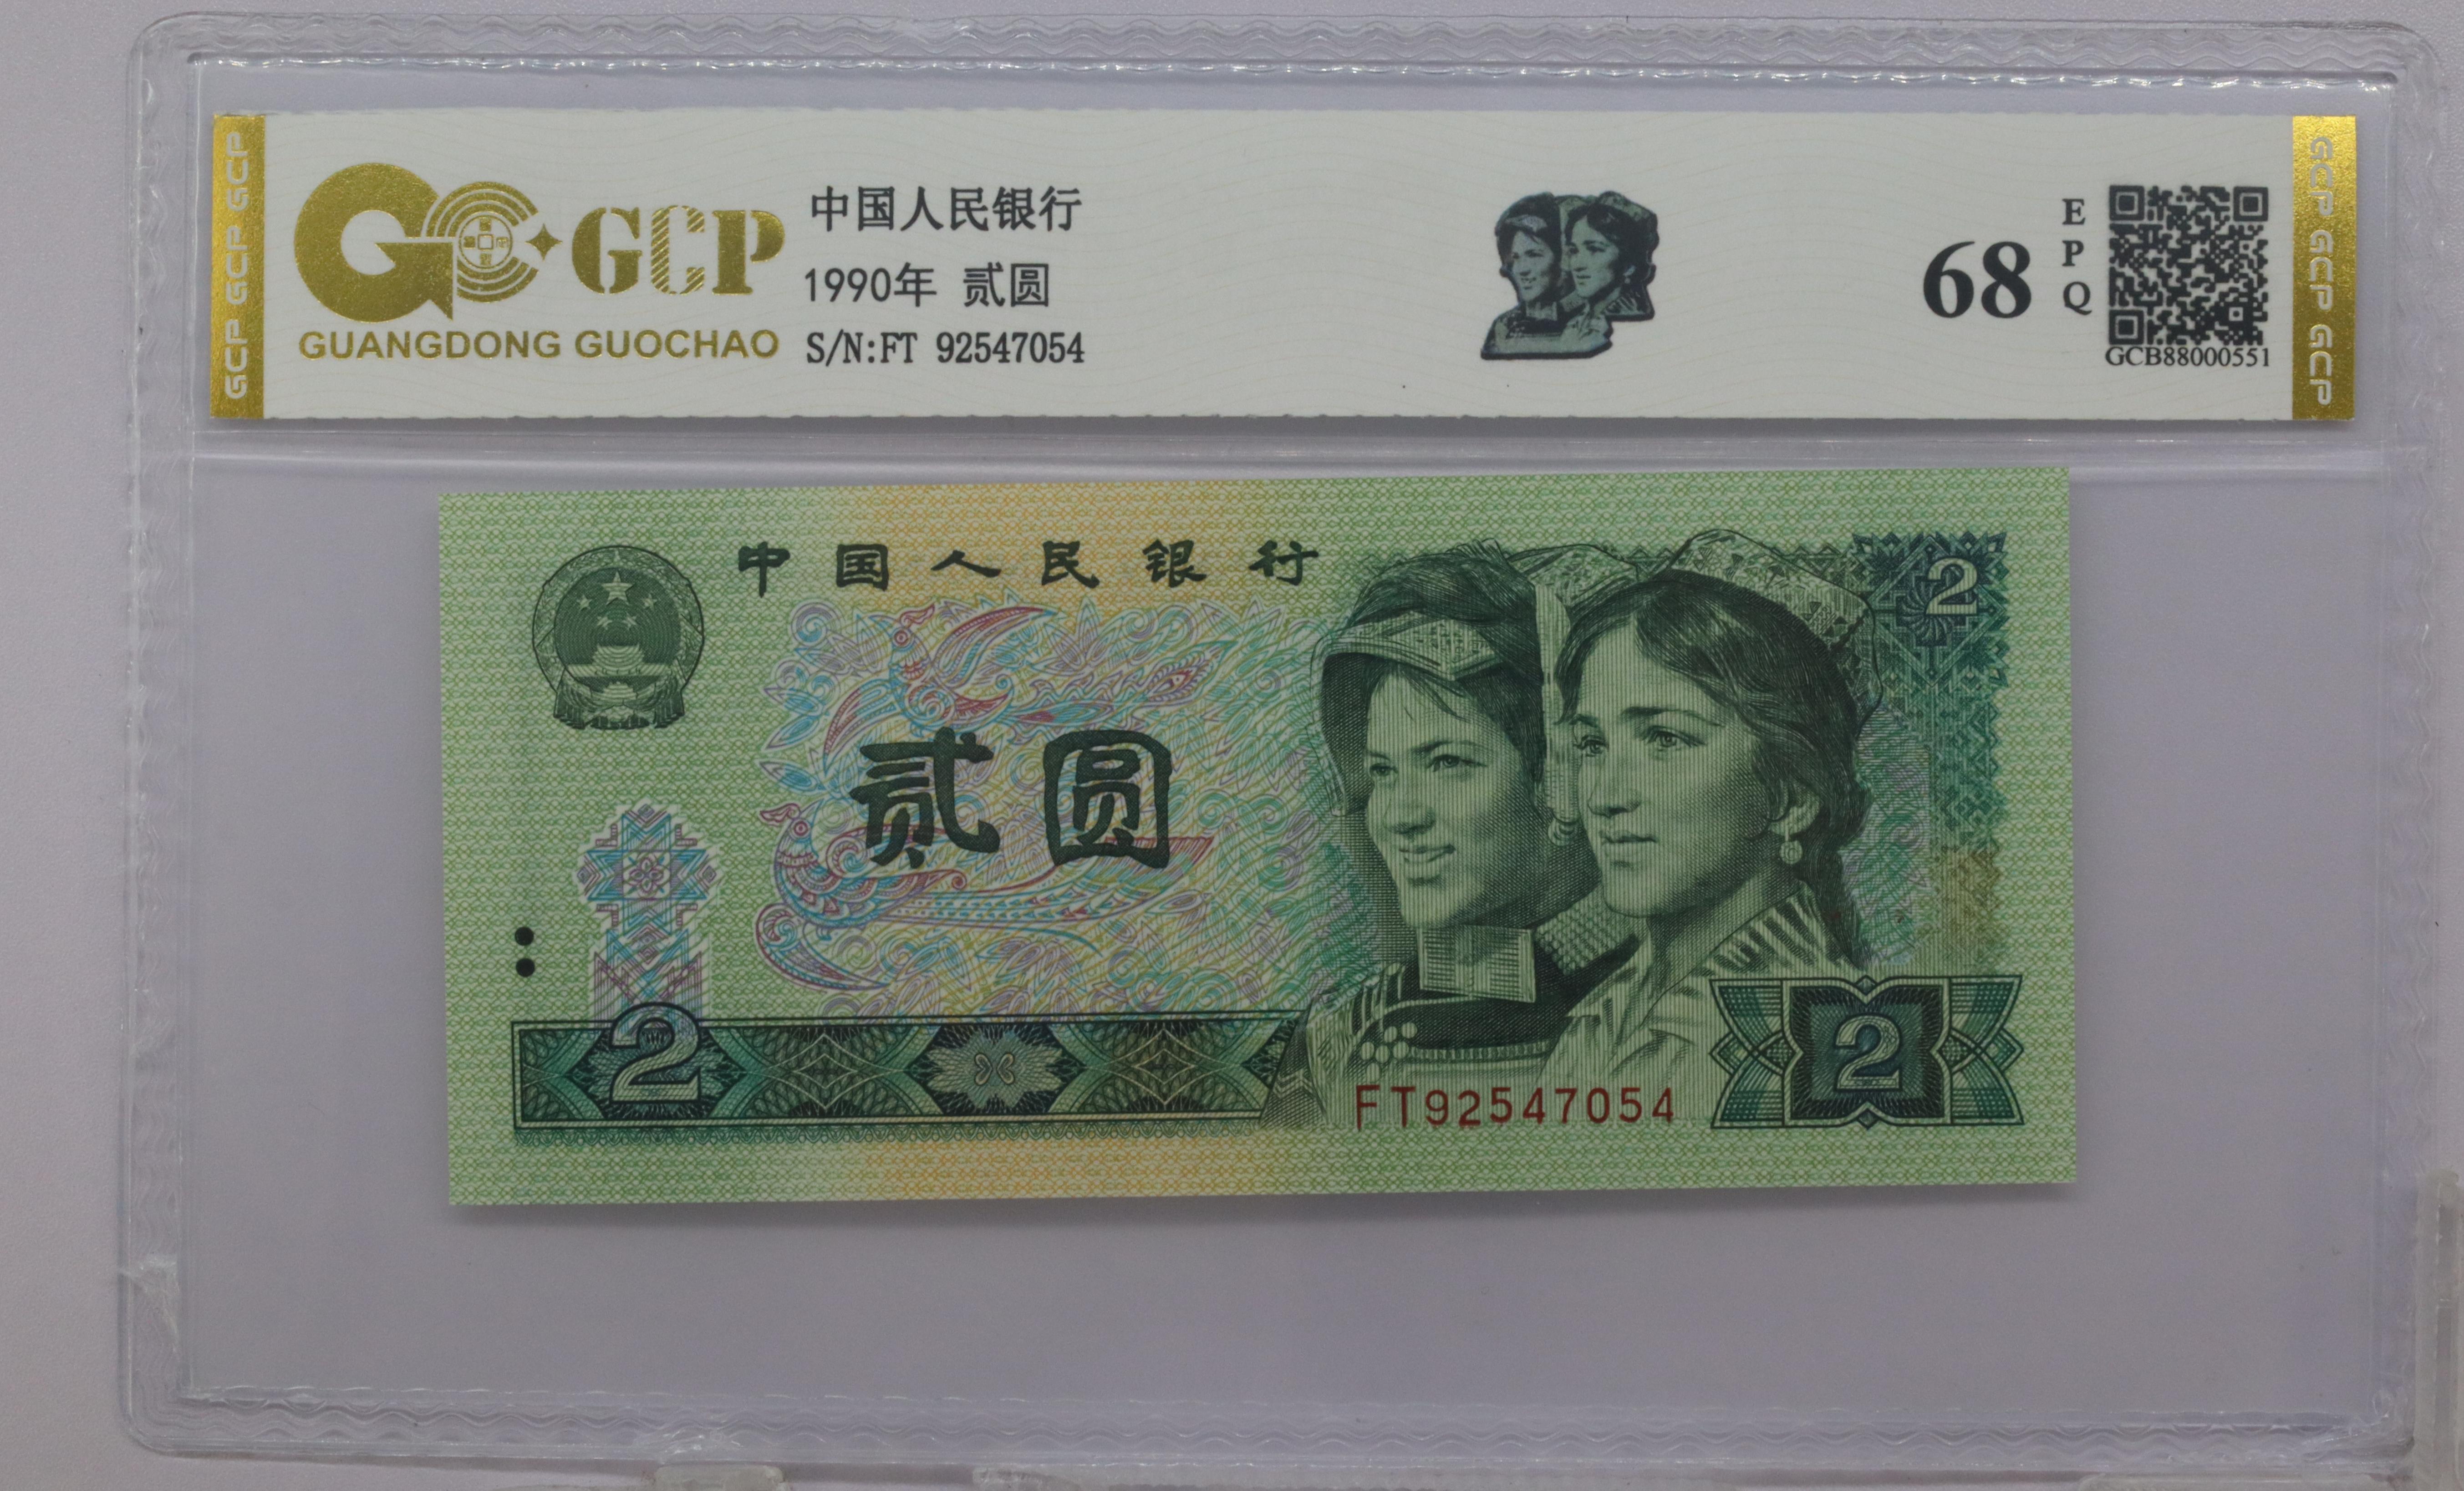 GCP GCP GCP
GCP
GUANGDONG GUOCHAO
中国人民银行
1990年 贰圆
S/N:FT 92547054
68
EPQ
GCB88000551
GCP GCP GCP
中国人民银行
2
贰圆
2
2
FT92547054